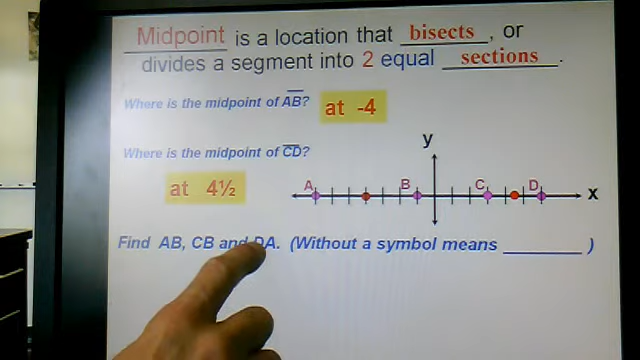 Midpoint is a location that bisects, or
divides a segment into 2 equal sections.
Where is the midpoint of AB? at -4
Where is the midpoint of CD?
y
at 4½
A B C D x
Find AB, CB and DA. (Without a symbol means ________ )